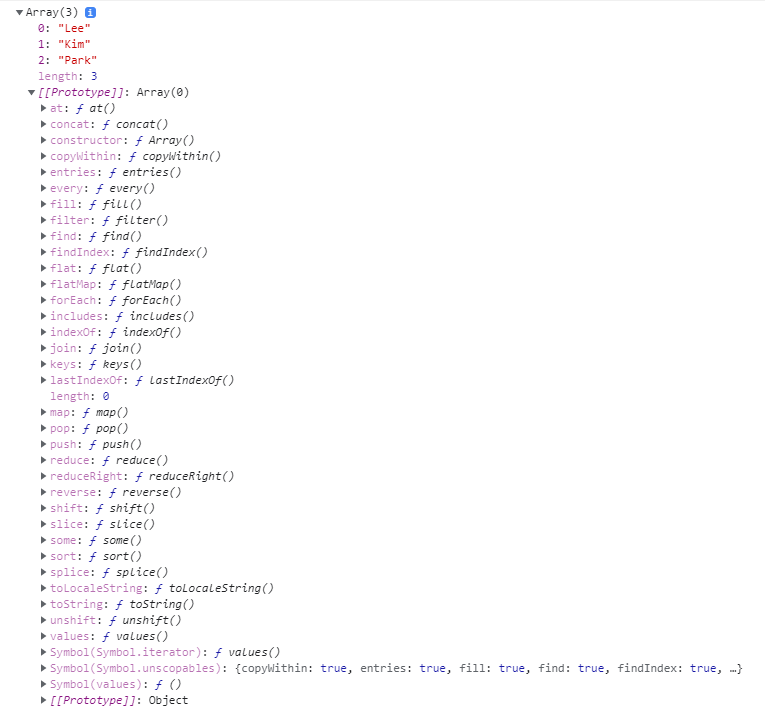 ▼Array(3) i
0: "Lee"
1: "Kim"
2: "Park"
length: 3
▼[[Prototype]]: Array(0)
▶at: ƒ at()
▶concat: ƒ concat()
▶constructor: ƒ Array()
▶copyWithin: ƒ copyWithin()
▶entries: ƒ entries()
▶every: ƒ every()
▶fill: ƒ fill()
▶filter: ƒ filter()
▶find: ƒ find()
▶findIndex: ƒ findIndex()
▶flat: ƒ flat()
▶flatMap: ƒ flatMap()
▶forEach: ƒ forEach()
▶includes: ƒ includes()
▶indexOf: ƒ indexOf()
▶join: ƒ join()
▶keys: ƒ keys()
▶lastIndexOf: ƒ lastIndexOf()
length: 0
▶map: ƒ map()
▶pop: ƒ pop()
▶push: ƒ push()
▶reduce: ƒ reduce()
▶reduceRight: ƒ reduceRight()
▶reverse: ƒ reverse()
▶shift: ƒ shift()
▶slice: ƒ slice()
▶some: ƒ some()
▶sort: ƒ sort()
▶splice: ƒ splice()
▶toLocaleString: ƒ toLocaleString()
▶toString: ƒ toString()
▶unshift: ƒ unshift()
▶values: ƒ values()
▶Symbol(Symbol.iterator): ƒ values()
▶Symbol(Symbol.unscopables): {copyWithin: true, entries: true, fill: true, find: true, findIndex: true, …}
▶Symbol(values): ƒ ()
▶[[Prototype]]: Object